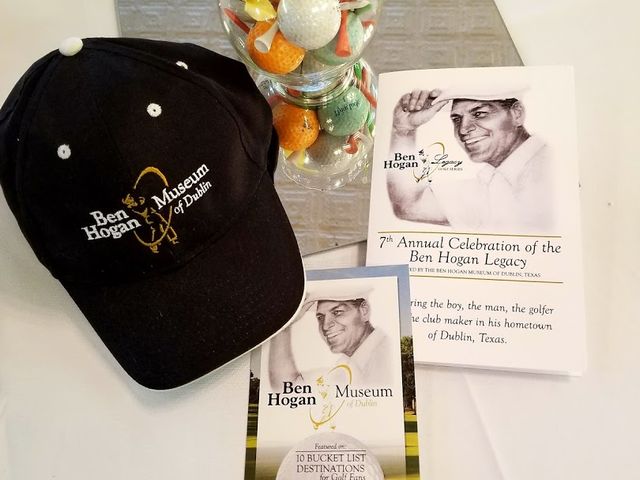 Ben
Hogan
Museum
of Dublin
Ben
Hogan
Legacy
7th Annual Celebration of the
Ben Hogan Legacy
BY THE BEN HOGAN MUSEUM OF DUBLIN, TEXAS
the boy, the man, the golfer
club maker in his hometown
of Dublin, Texas.
Ben
Hogan
Museum
of Dublin
Featured on:
10 BUCKET LIST
DESTINATIONS
for Golf Fans